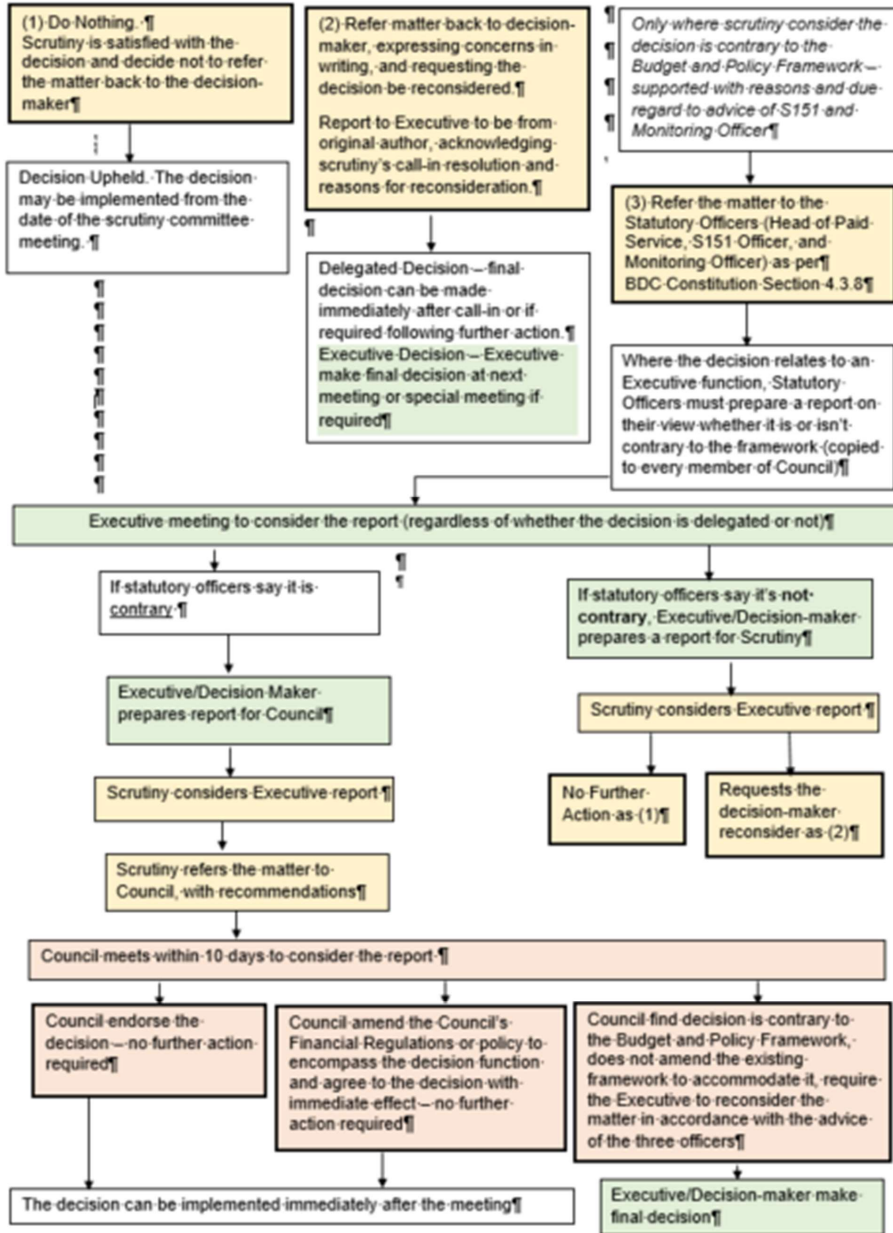 (1) Do Nothing. ¶
Scrutiny is satisfied with the
decision and decide not to refer
the matter back to the decision-
maker¶
(2) Refer matter back to decision-
maker, expressing concerns in
writing, and requesting the
decision be reconsidered. ¶
Report to Executive to be from
original author, acknowledging
scrutiny's call-in resolution and
reasons for reconsideration. ¶
Only where scrutiny consider the
decision is contrary to the
Budget and Policy Framework –
supported with reasons and due
regard to advice of S151 and
Monitoring Officer¶
Decision Upheld. The decision
may be implemented from the
date of the scrutiny committee
meeting. ¶
(3) Refer the matter to the
Statutory Officers (Head of Paid
Service, S151 Officer, and
Monitoring Officer) as per¶
BDC Constitution Section 4.3.8¶
Delegated Decision – final
decision can be made
immediately after call-in or if
required following further action. ¶
Executive Decision – Executive
make final decision at next
meeting or special meeting if
required¶
Where the decision relates to an
Executive function, Statutory
Officers must prepare a report on
their view whether it is or isn't
contrary to the framework (copied
to every member of Council)¶
Executive meeting to consider the report (regardless of whether the decision is delegated or not)¶
If statutory officers say it is
contrary ¶
If statutory officers say it's not
contrary, Executive/Decision-maker
prepares a report for Scrutiny¶
Executive/Decision Maker
prepares report for Council¶
Scrutiny considers Executive report ¶
Scrutiny considers Executive report ¶
No Further
Action as (1)¶
Requests the
decision-maker
reconsider as (2)¶
Scrutiny refers the matter to
Council, with recommendations¶
Council meets within 10 days to consider the report ¶
Council endorse the
decision – no further action
required¶
Council amend the Council's
Financial Regulations or policy to
encompass the decision function
and agree to the decision with
immediate effect – no further
action required¶
Council find decision is contrary to
the Budget and Policy Framework,
does not amend the existing
framework to accommodate it, require
the Executive to reconsider the
matter in accordance with the advice
of the three officers¶
The decision can be implemented immediately after the meeting¶
Executive/Decision-maker make
final decision¶